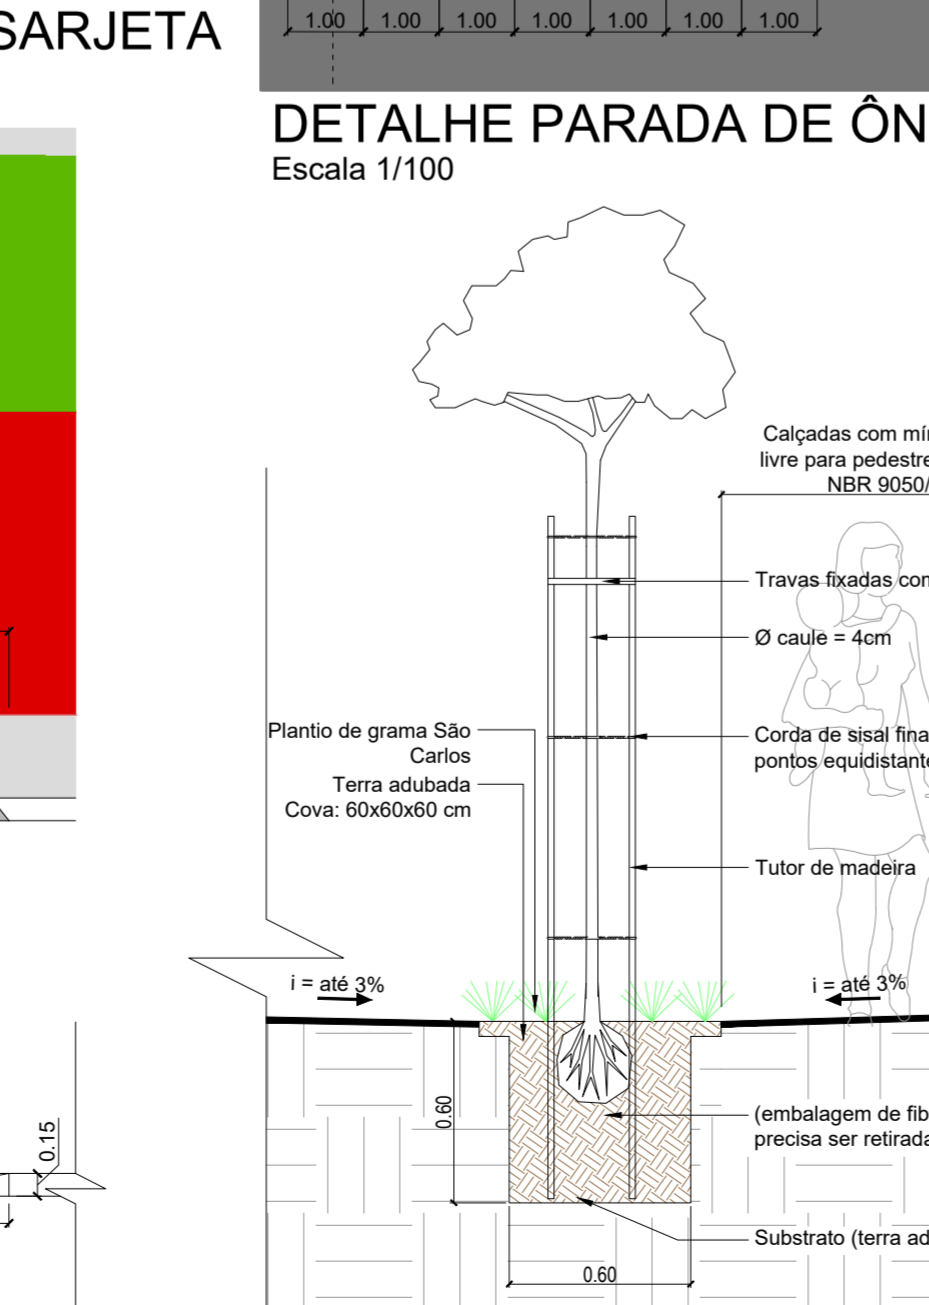 SARJETA
1.00 1.00 1.00 1.00 1.00 1.00 1.00
DETALHE PARADA DE ÔN
Escala 1/100
Calçadas com mín
livre para pedestre
NBR 9050/
Travas fixadas com
Ø caule = 4cm
Plantio de grama São
Carlos
Terra adubada
Cova: 60x60x60 cm
Corda de sisal fina
pontos equidistante
Tutor de madeira
i = até 3%
i = até 3%
0.60
0.15
(embalagem de fib
precisa ser retirada
Substrato (terra ad
0.60